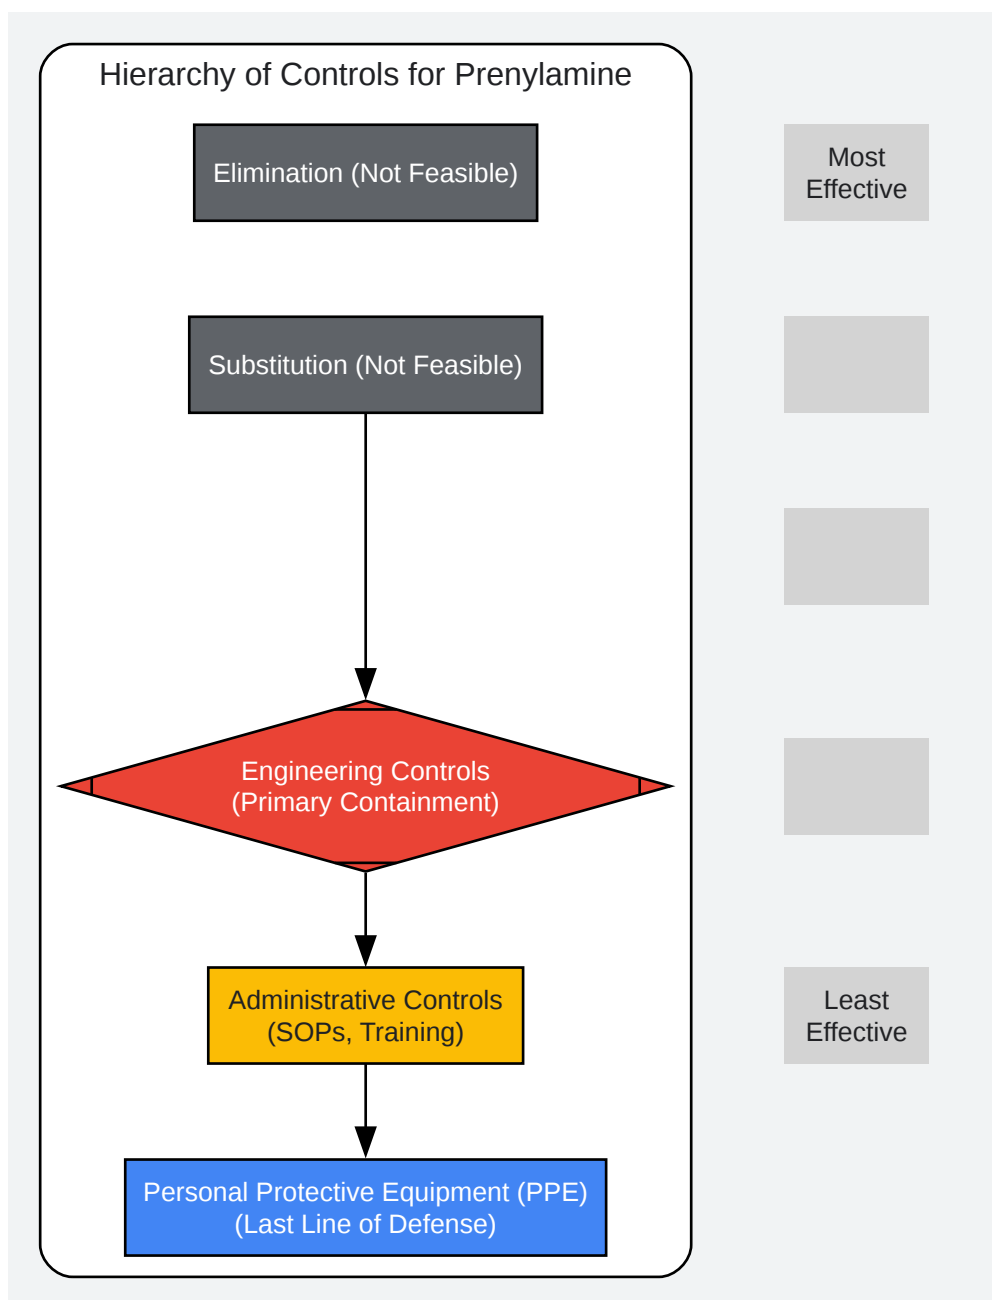 Hierarchy of Controls for Prenylamine
Elimination (Not Feasible)
Most
Effective
Substitution (Not Feasible)
Engineering Controls
(Primary Containment)
Administrative Controls
(SOPs, Training)
Least
Effective
Personal Protective Equipment (PPE)
(Last Line of Defense)